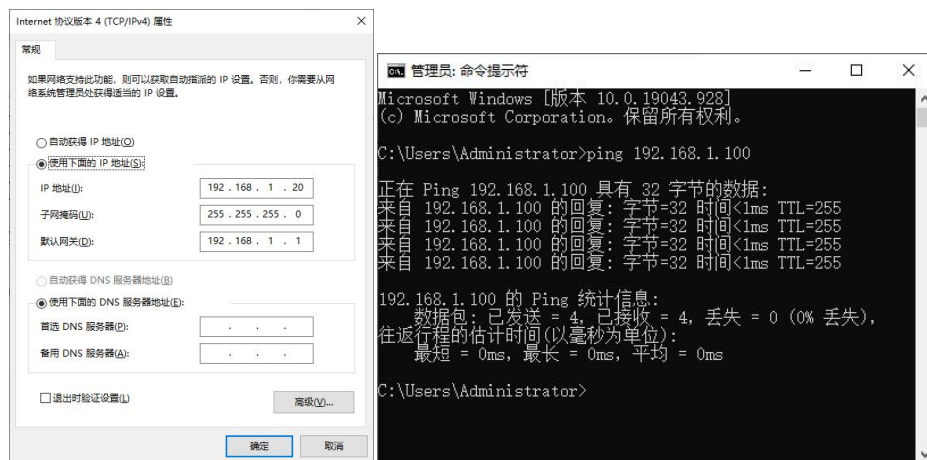 Internet 协议版本 4 (TCP/IPv4) 属性
常规
如果网络支持此功能，则可以获取自动指派的 IP 设置。否则，你需要从网
络系统管理员处获得适当的 IP 设置。
自动获得 IP 地址(O)
使用下面的 IP 地址(S):
IP 地址(I):
192 . 168 . 1 . 20
子网掩码(U):
255 . 255 . 255 . 0
默认网关(D):
192 . 168 . 1 . 1
自动获得 DNS 服务器地址(B)
使用下面的 DNS 服务器地址(E):
首选 DNS 服务器(P):
. . .
备用 DNS 服务器(A):
. . .
退出时验证设置(L)
高级(V)...
确定
取消
管理员: 命令提示符
Microsoft Windows [版本 10.0.19043.928]
(c) Microsoft Corporation。保留所有权利。
C:\Users\Administrator>ping 192.168.1.100
正在 Ping 192.168.1.100 具有 32 字节的数据:
来自 192.168.1.100 的回复: 字节=32 时间<1ms TTL=255
来自 192.168.1.100 的回复: 字节=32 时间<1ms TTL=255
来自 192.168.1.100 的回复: 字节=32 时间<1ms TTL=255
来自 192.168.1.100 的回复: 字节=32 时间<1ms TTL=255
192.168.1.100 的 Ping 统计信息:
数据包: 已发送 = 4，已接收 = 4，丢失 = 0 (0% 丢失)，
往返行程的估计时间(以毫秒为单位):
最短 = 0ms，最长 = 0ms，平均 = 0ms
C:\Users\Administrator>